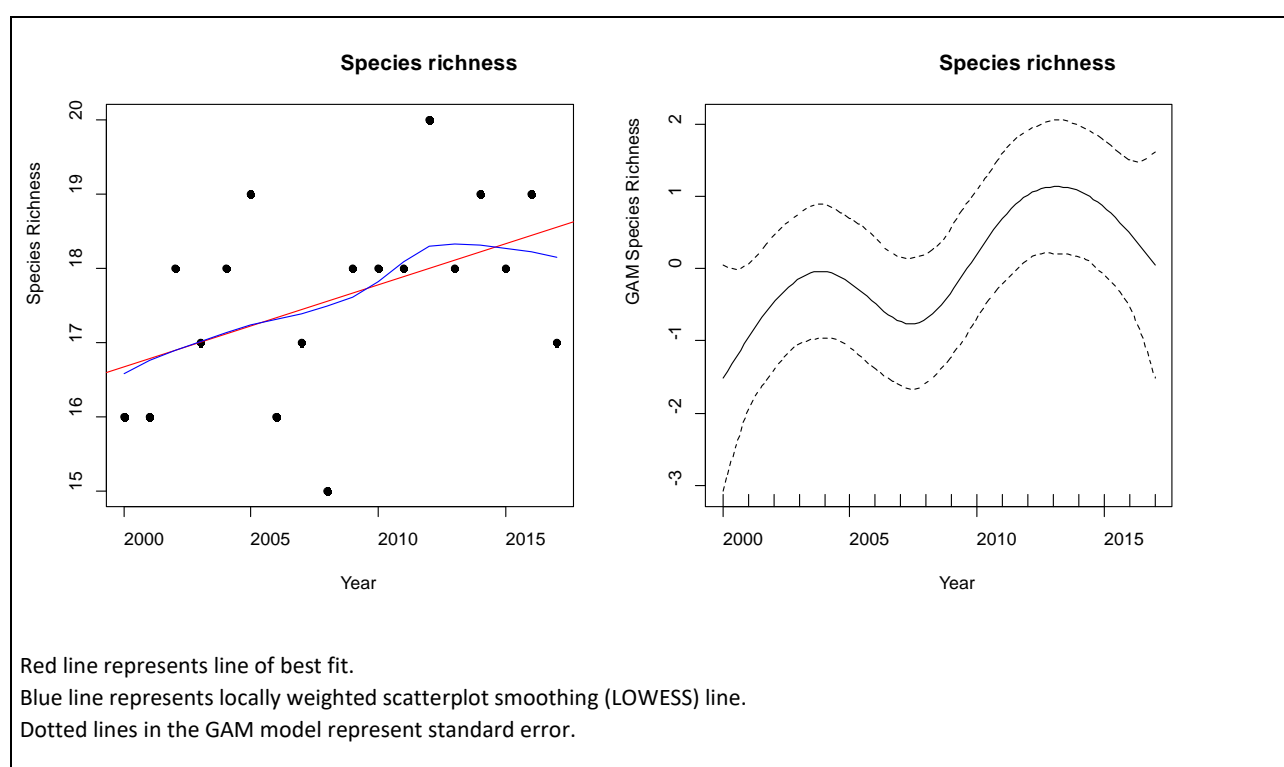 Species richness
Species Richness
20
19
18
17
16
15
2000 2005 2010 2015
Year
Species richness
GAM Species Richness
2
1
0
-1
-2
-3
2000 2005 2010 2015
Year
Red line represents line of best fit.
Blue line represents locally weighted scatterplot smoothing (LOWESS) line.
Dotted lines in the GAM model represent standard error.